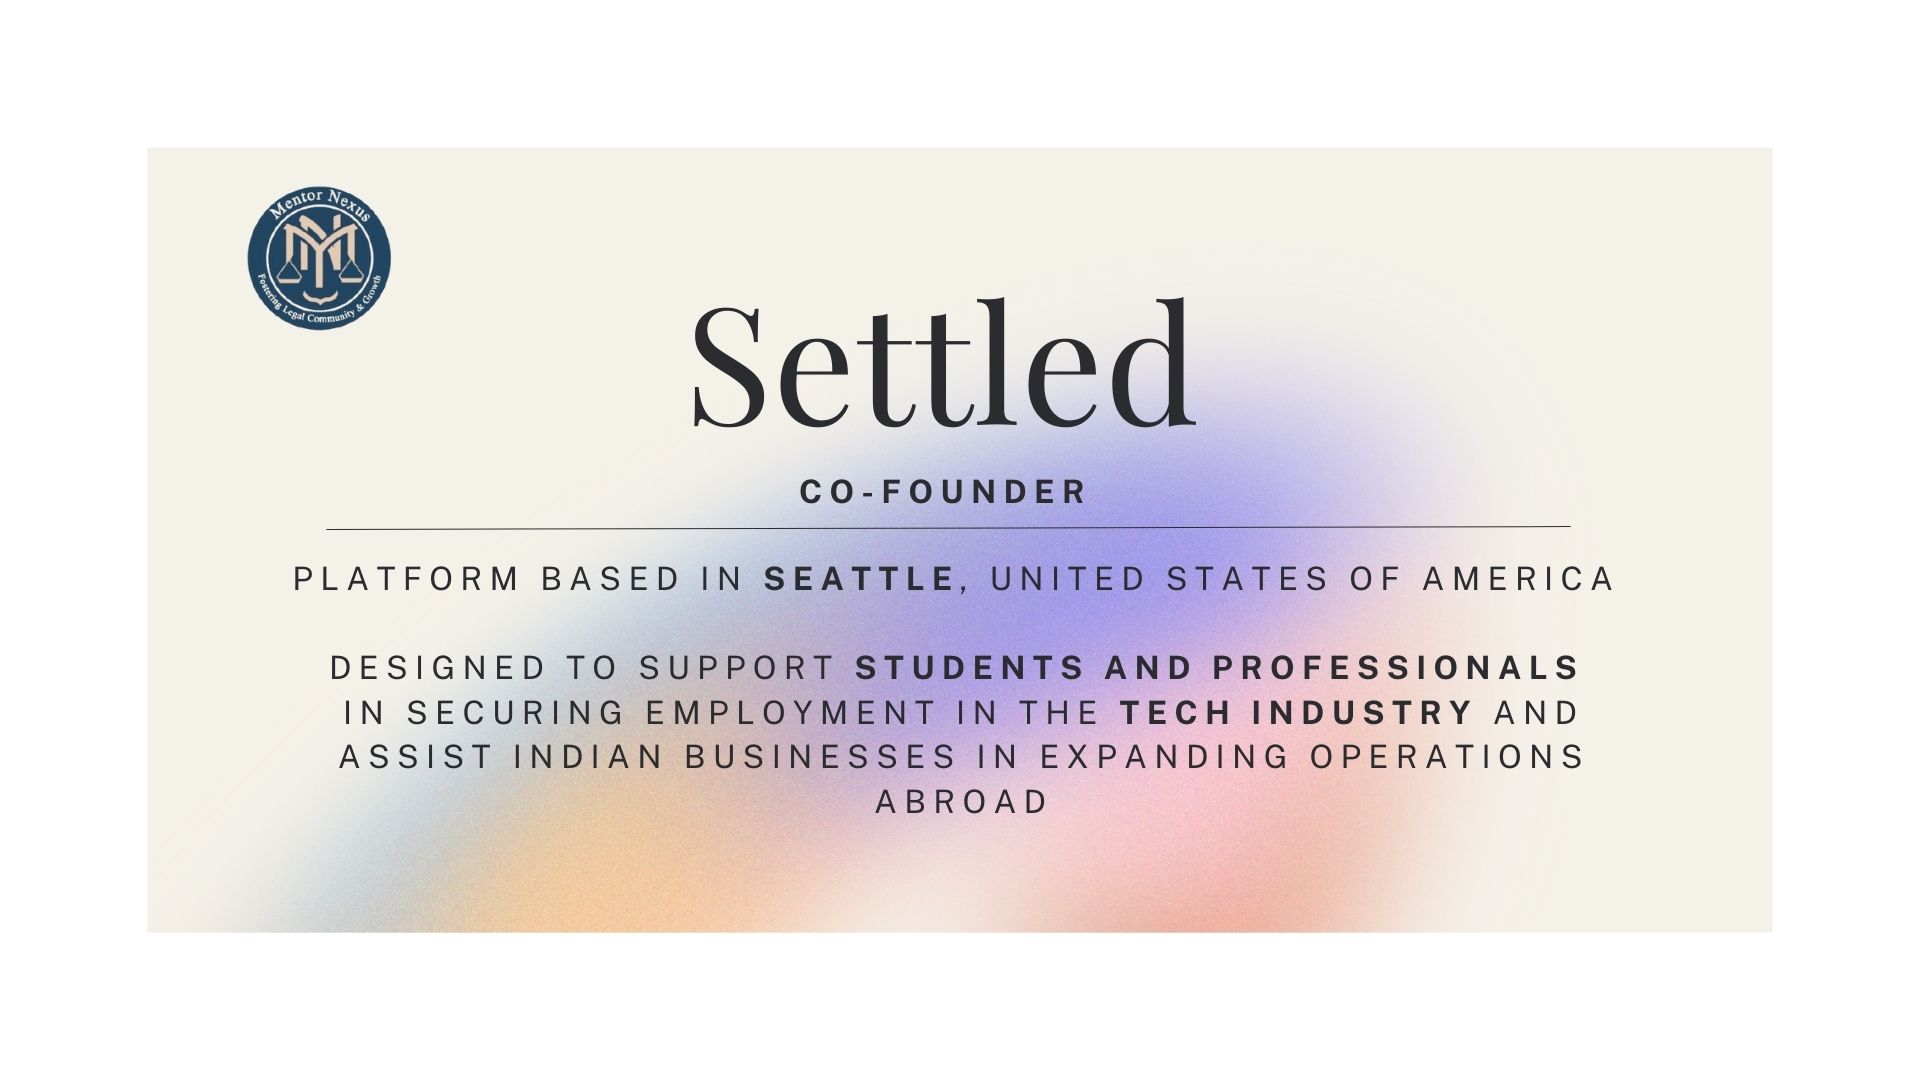 Mentor Nexus
Fostering Legal Community & Growth
Settled
CO-FOUNDER
PLATFORM BASED IN SEATTLE, UNITED STATES OF AMERICA
DESIGNED TO SUPPORT STUDENTS AND PROFESSIONALS
IN SECURING EMPLOYMENT IN THE TECH INDUSTRY AND
ASSIST INDIAN BUSINESSES IN EXPANDING OPERATIONS
ABROAD